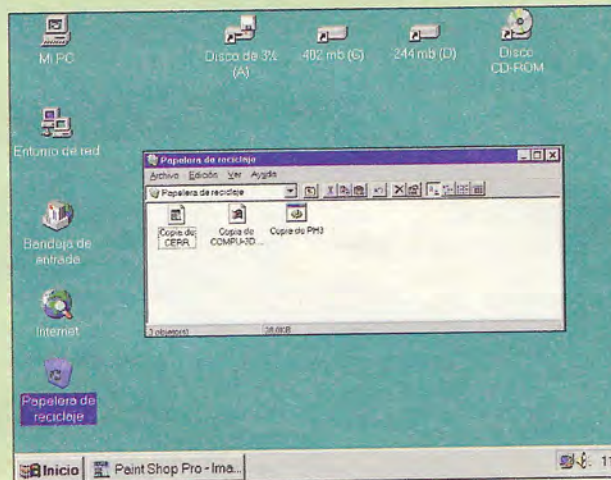 Mi PC
Disco de 3½
(A)
402 mb (C)
244 mb (D)
Disco
CD-ROM
Entorno de red
Papelera de reciclaje
Archivo Edición Ver Ayuda
Papelera de reciclaje
Copia de
CERR
Copia de
COMPU-3D...
Copia de PH3
3 objeto(s)
28.0KB
Bandeja de
entrada
Internet
Papelera de
reciclaje
Inicio
Paint Shop Pro - Ima...
11